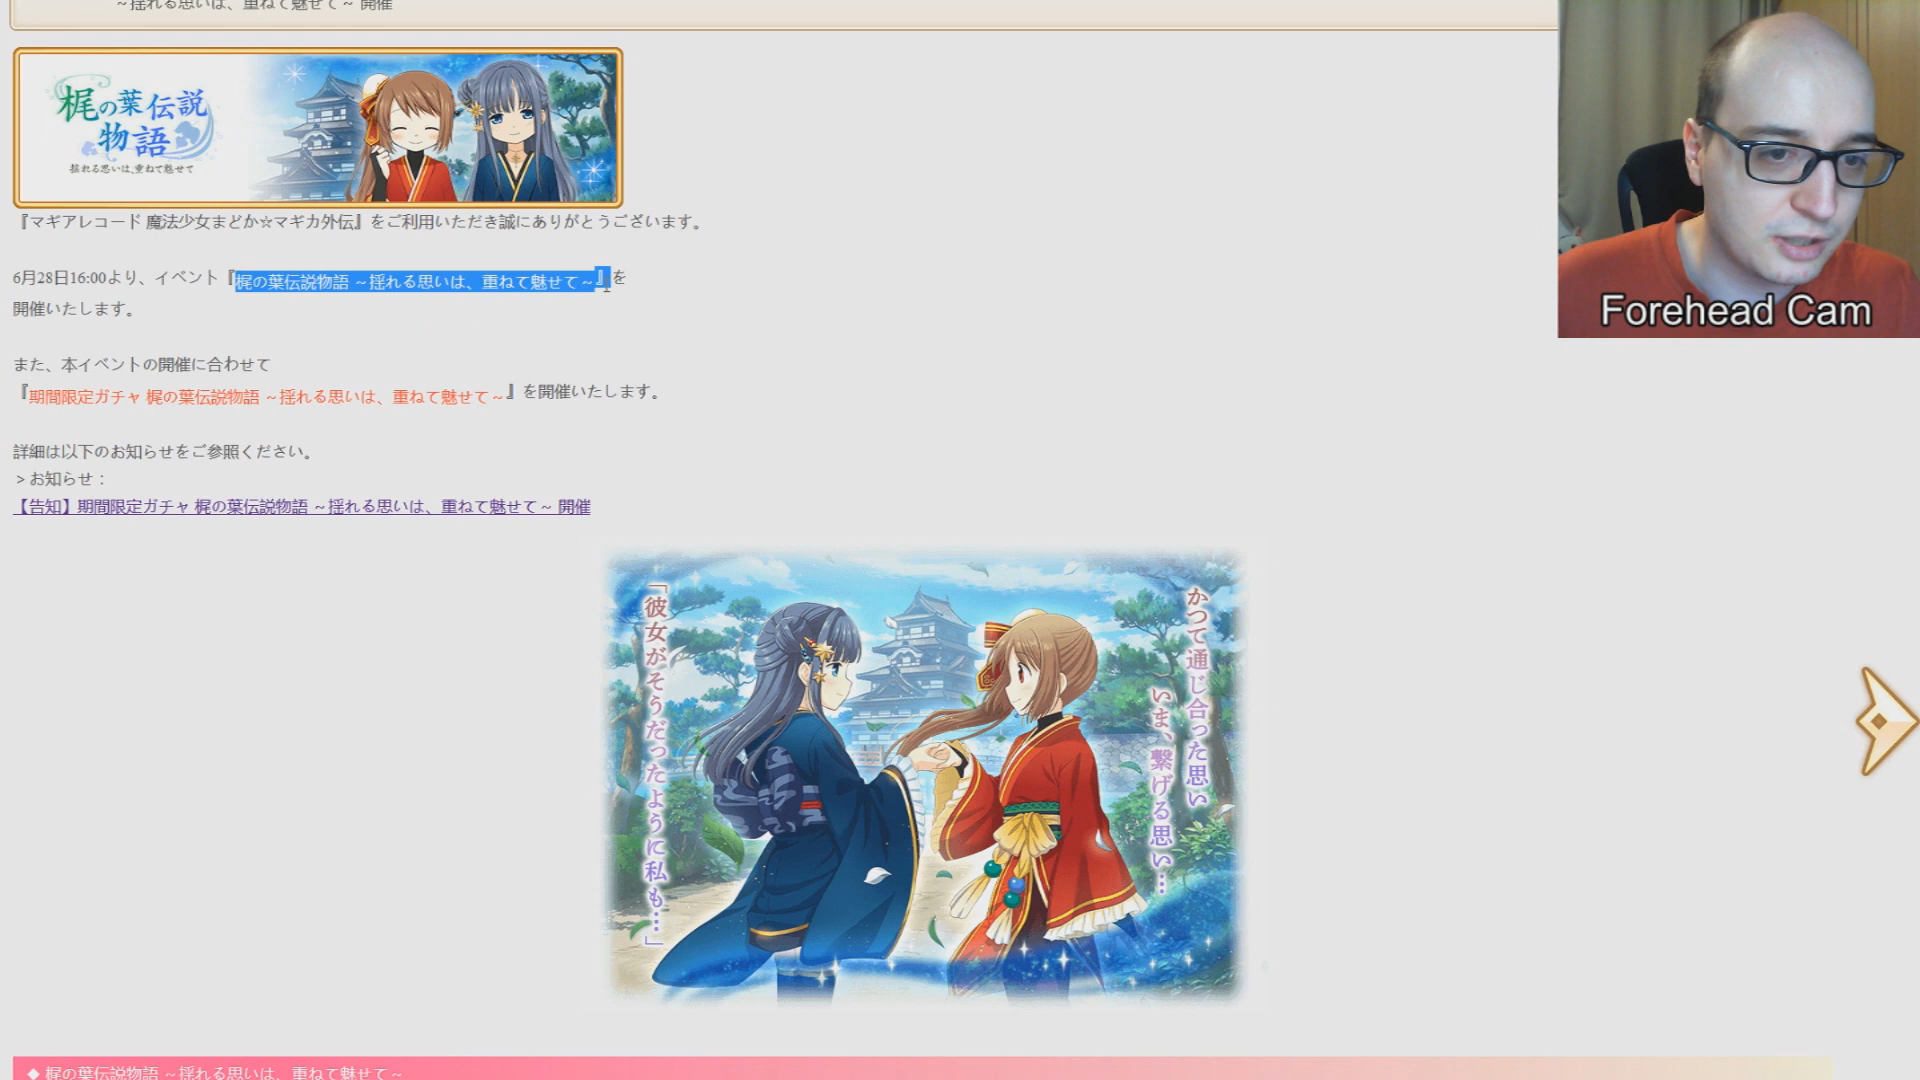 ～揺れる思いは、重ねて魅せて～ 開催
梶の葉伝説
物語
揺れる思いは、重ねて魅せて
『マギアレコード 魔法少女まどか☆マギカ外伝』をご利用いただき誠にありがとうございます。
6月28日16:00より、イベント『梶の葉伝説物語 ～揺れる思いは、重ねて魅せて～』を
開催いたします。
また、本イベントの開催に合わせて
『期間限定ガチャ 梶の葉伝説物語 ～揺れる思いは、重ねて魅せて～』を開催いたします。
詳細は以下のお知らせをご参照ください。
＞お知らせ：
【告知】期間限定ガチャ 梶の葉伝説物語 ～揺れる思いは、重ねて魅せて～ 開催
かつて通じ合った思い
いま、繋げる思い…
「彼女がそうだったように私も…」
◆ 梶の葉伝説物語 ～揺れる思いは、重ねて魅せて～
Forehead Cam